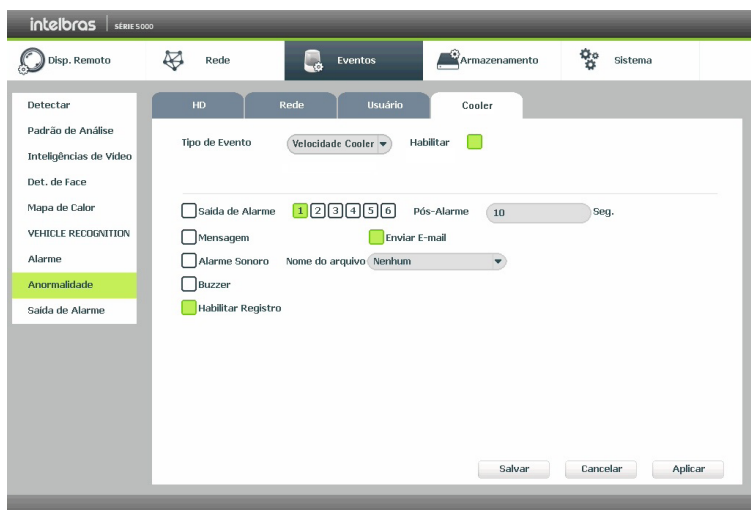 intelbras SÉRIE 5000
Disp. Remoto Rede Eventos Armazenamento Sistema
Detectar
Padrão de Análise
Inteligências de Vídeo
Det. de Face
Mapa de Calor
VEHICLE RECOGNITION
Alarme
Anormalidade
Saída de Alarme
HD Rede Usuário Cooler
Tipo de Evento Velocidade Cooler Habilitar
Saída de Alarme 1 2 3 4 5 6 Pós-Alarme 10 Seg.
Mensagem Enviar E-mail
Alarme Sonoro Nome do arquivo Nenhum
Buzzer
Habilitar Registro
Salvar Cancelar Aplicar